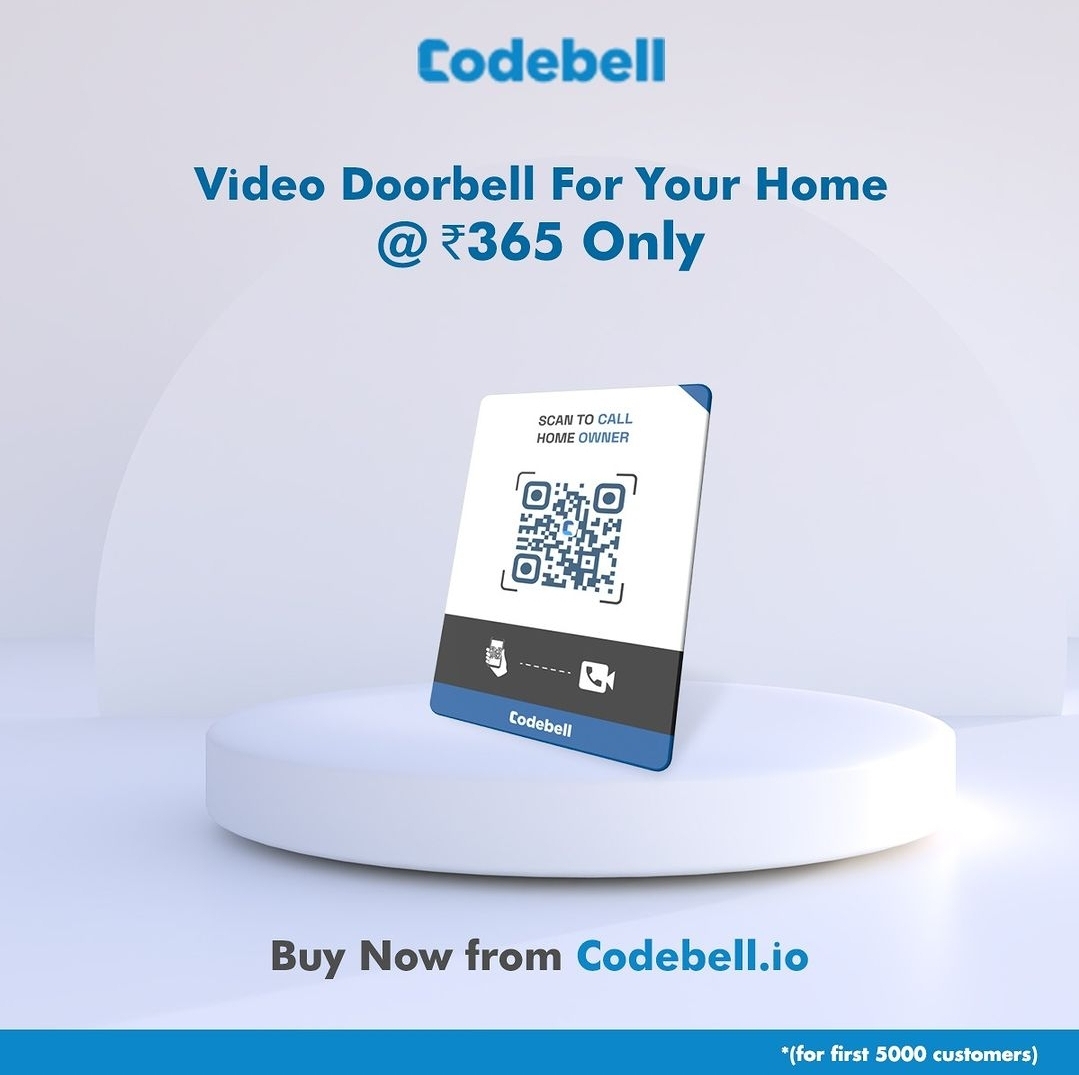 Codebell
Video Doorbell For Your Home
@ ₹365 Only
SCAN TO CALL
HOME OWNER
Codebell
Buy Now from Codebell.io
*(for first 5000 customers)